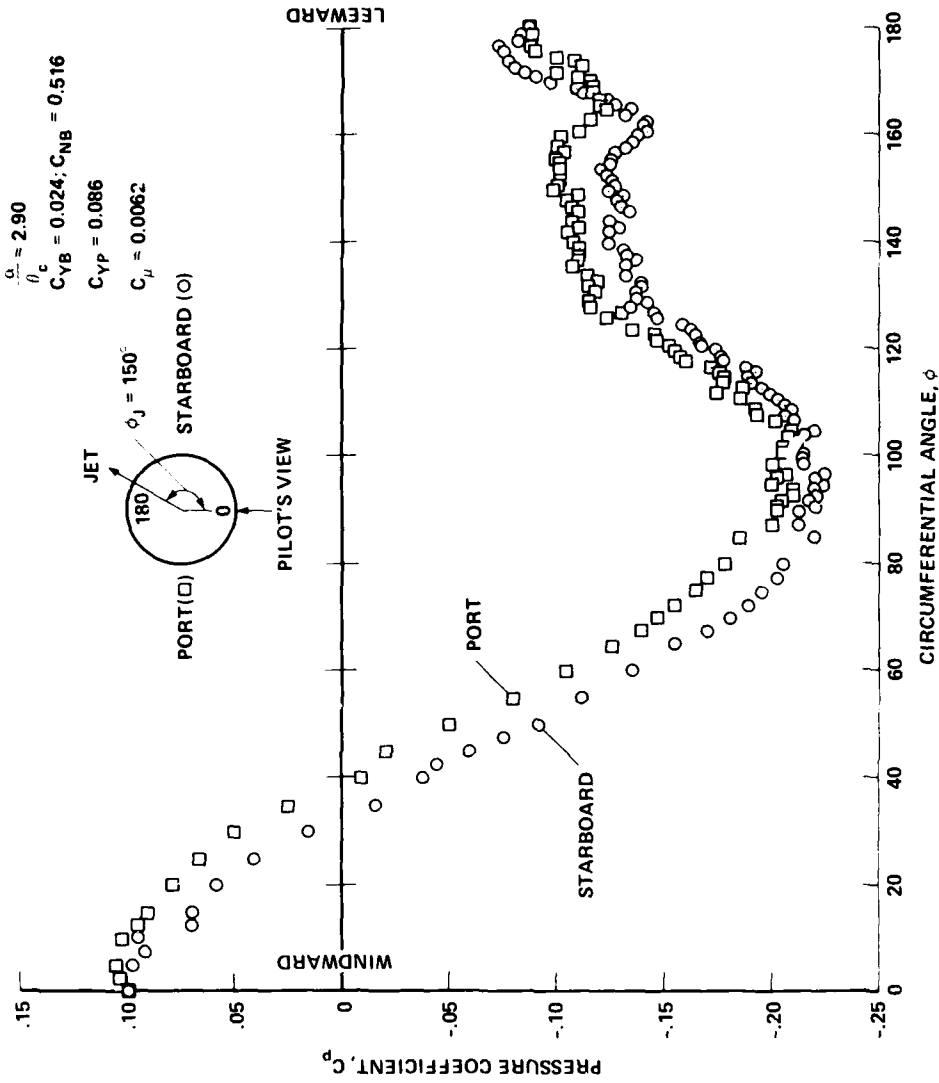 α/θc = 2.90
CYB = 0.024; CNB = 0.516
CYP = 0.086
Cμ = 0.0062
JET
ϕJ = 150°
180
0
PORT(□)
STARBOARD (○)
PILOT'S VIEW
WINDWARD
LEEWARD
PORT
STARBOARD
PRESSURE COEFFICIENT, Cp
.15
.10
.05
0
-.05
-.10
-.15
-.20
-.25
0 20 40 60 80 100 120 140 160 180
CIRCUMFERENTIAL ANGLE, ϕ